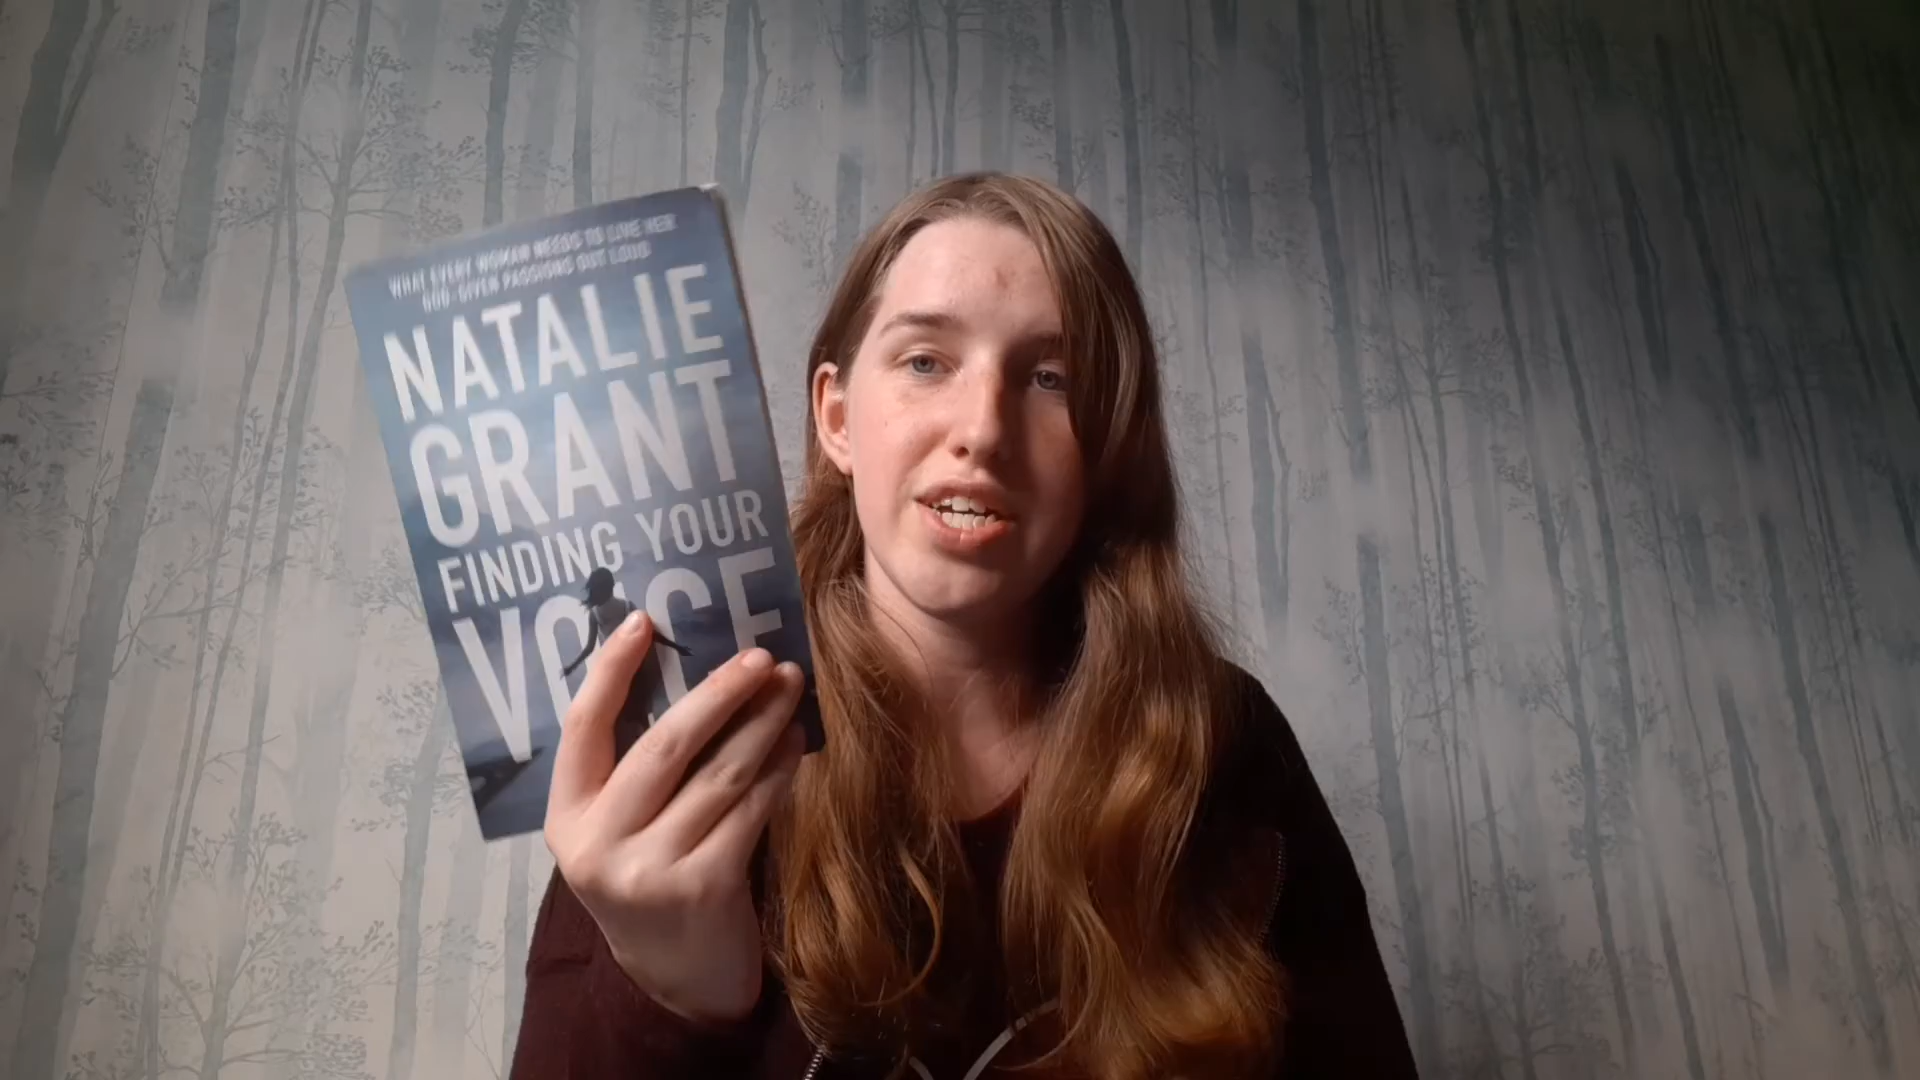 WHAT EVERY WOMAN NEEDS TO LIVE HER
GOD-GIVEN PASSIONS OUT LOUD
NATALIE
GRANT
FINDING YOUR
VOICE